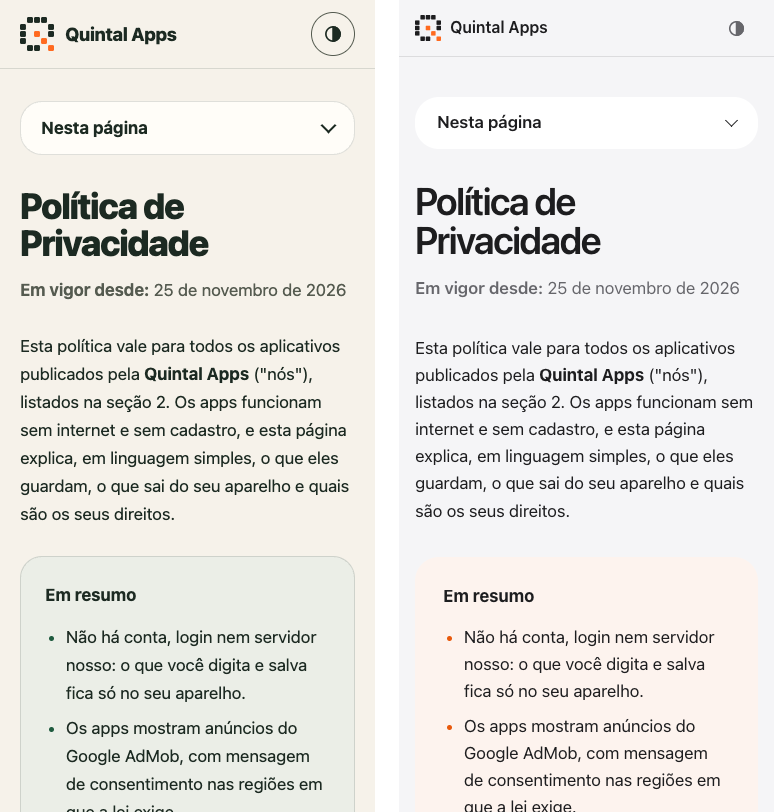 Quintal Apps
Nesta página
Política de
Privacidade
Em vigor desde: 25 de novembro de 2026
Esta política vale para todos os aplicativos
publicados pela Quintal Apps ("nós"),
listados na seção 2. Os apps funcionam
sem internet e sem cadastro, e esta página
explica, em linguagem simples, o que eles
guardam, o que sai do seu aparelho e quais
são os seus direitos.
Em resumo
• Não há conta, login nem servidor
nosso: o que você digita e salva
fica só no seu aparelho.
• Os apps mostram anúncios do
Google AdMob, com mensagem
de consentimento nas regiões em
que a lei exige.
Quintal Apps
Nesta página
Política de
Privacidade
Em vigor desde: 25 de novembro de 2026
Esta política vale para todos os aplicativos
publicados pela Quintal Apps ("nós"),
listados na seção 2. Os apps funcionam sem
internet e sem cadastro, e esta página
explica, em linguagem simples, o que eles
guardam, o que sai do seu aparelho e quais
são os seus direitos.
Em resumo
• Não há conta, login nem servidor
nosso: o que você digita e salva
fica só no seu aparelho.
• Os apps mostram anúncios do
Google AdMob, com mensagem
de consentimento nas regiões em
que a lei exige.